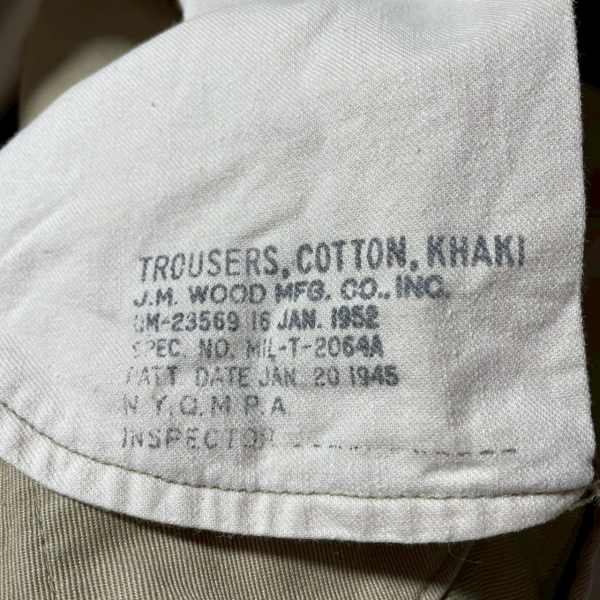 TROUSERS, COTTON, KHAKI
J.M. WOOD MFG. CO., INC.
QM-23569 16 JAN. 1952
SPEC. NO. MIL-T-2064A
PATT DATE JAN 20 1945
N.Y.Q.M.P.A
INSPECTOR